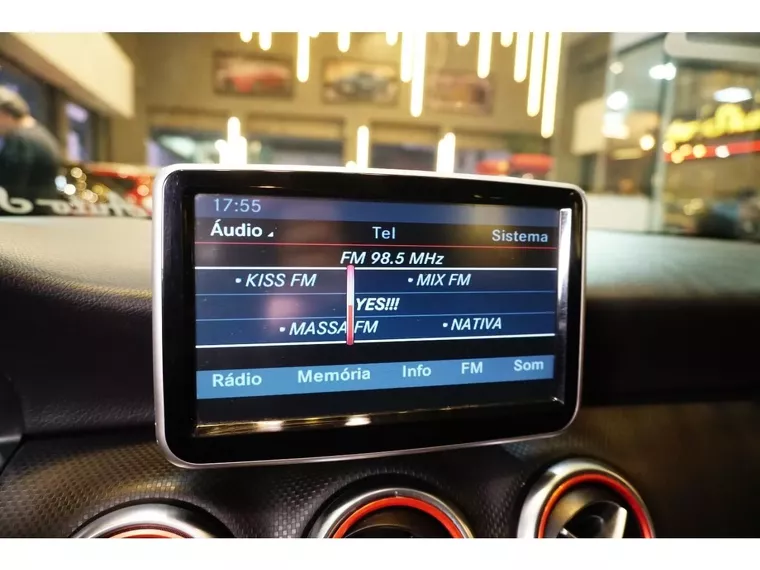 17:55
Áudio Tel Sistema
FM 98.5 MHz
• KISS FM • MIX FM
YES!!!
• MASSA FM • NATIVA
Rádio Memória Info FM Som